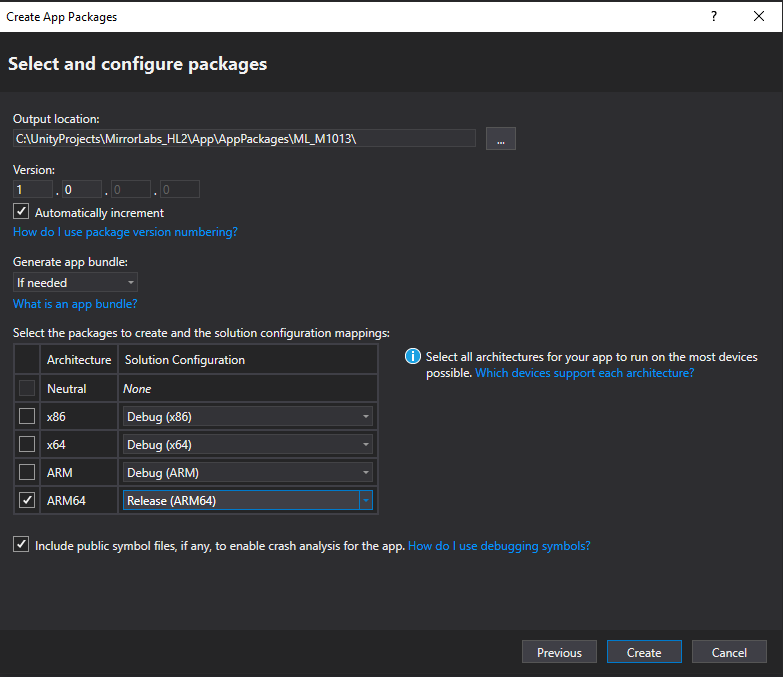 Create App Packages
?
Select and configure packages
Output location:
C:\UnityProjects\MirrorLabs_HL2\App\AppPackages\ML_M1013\
...
Version:
1 . 0 . 0 . 0
Automatically increment
How do I use package version numbering?
Generate app bundle:
If needed
What is an app bundle?
Select the packages to create and the solution configuration mappings:
Architecture Solution Configuration
Neutral None
x86 Debug (x86)
x64 Debug (x64)
ARM Debug (ARM)
ARM64 Release (ARM64)
Select all architectures for your app to run on the most devices
possible. Which devices support each architecture?
Include public symbol files, if any, to enable crash analysis for the app. How do I use debugging symbols?
Previous Create Cancel